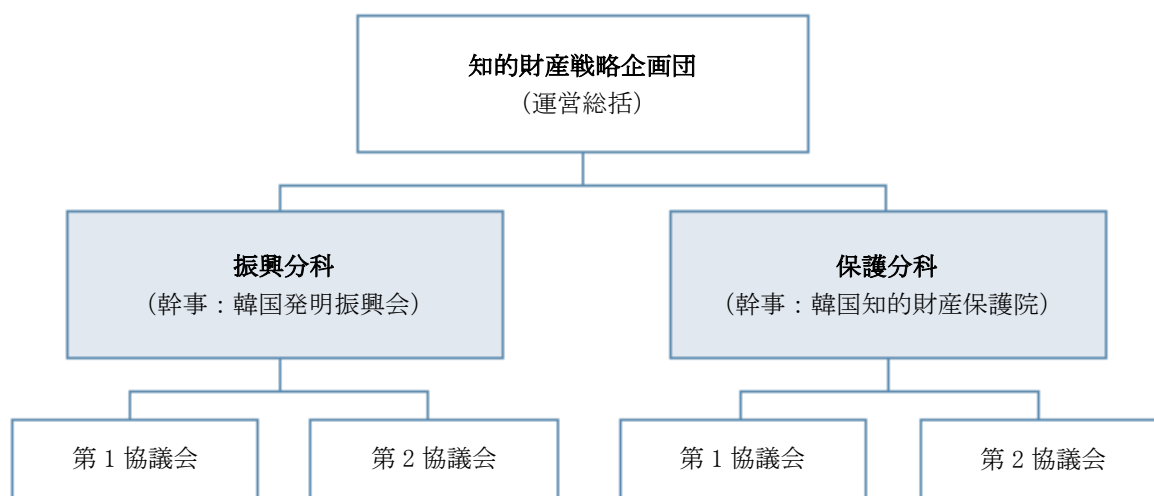 知的財産戦略企画団
（運営総括）
振興分科
（幹事：韓国発明振興会）
保護分科
（幹事：韓国知的財産保護院）
第 1 協議会
第 2 協議会
第 1 協議会
第 2 協議会